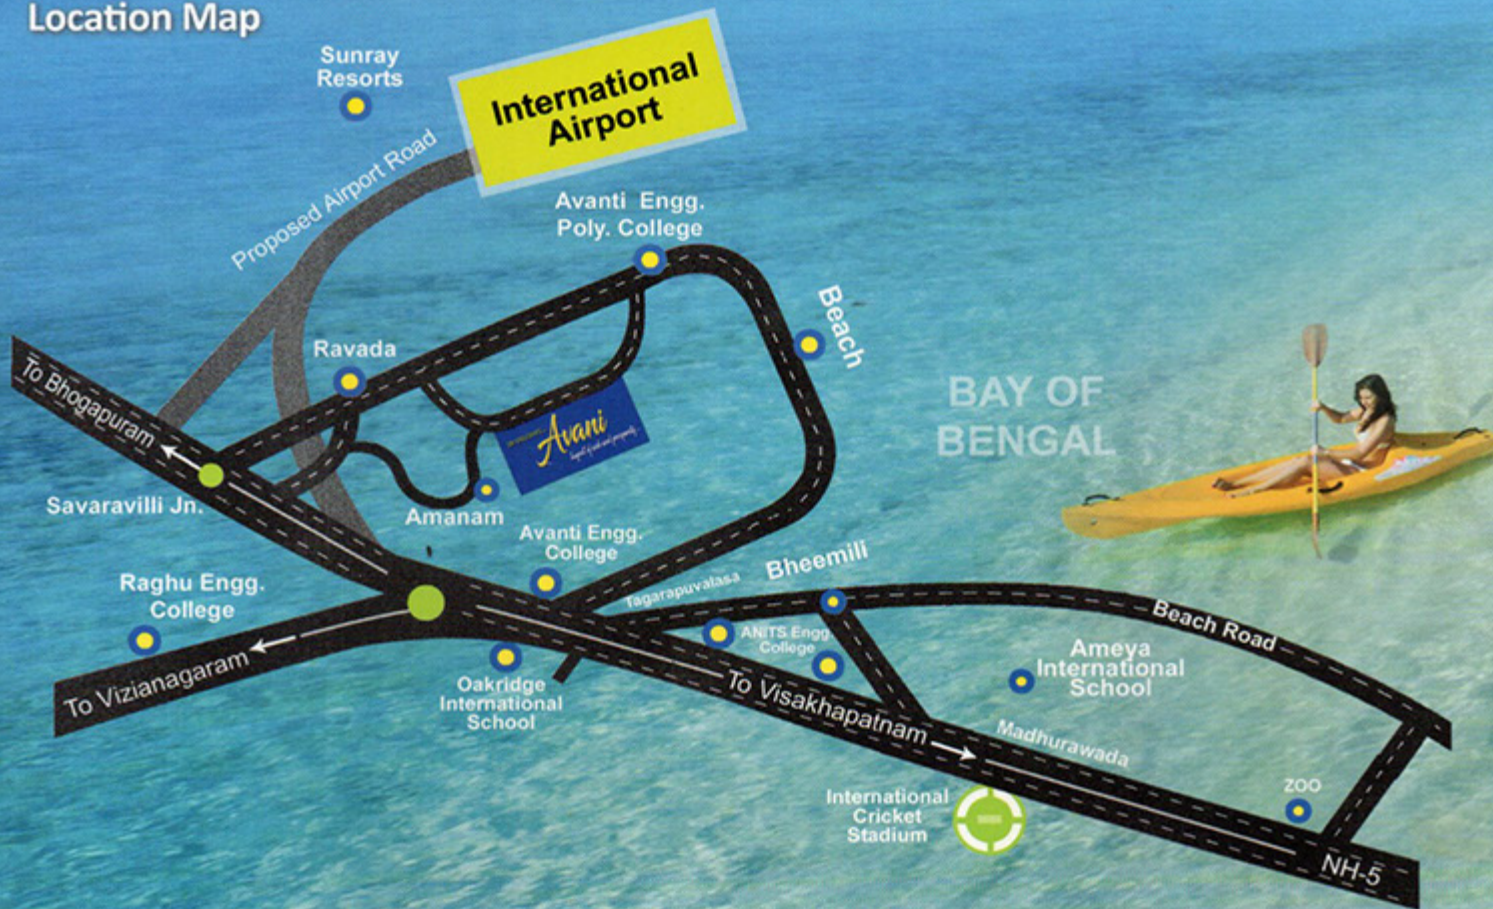 Location Map
Sunray
Resorts
International
Airport
Proposed Airport Road
Avanti Engg.
Poly. College
Beach
Ravada
To Bhogapuram
Avani
BAY OF
BENGAL
Savaravilli Jn.
Amanam
Avanti Engg.
College
Raghu Engg.
College
Tagarapuvalasa
Bheemili
Beach Road
ANITS Engg
College
Ameya
International
School
To Vizianagaram
Oakridge
International
School
To Visakhapatnam
Madhurawada
International
Cricket
Stadium
ZOO
NH-5